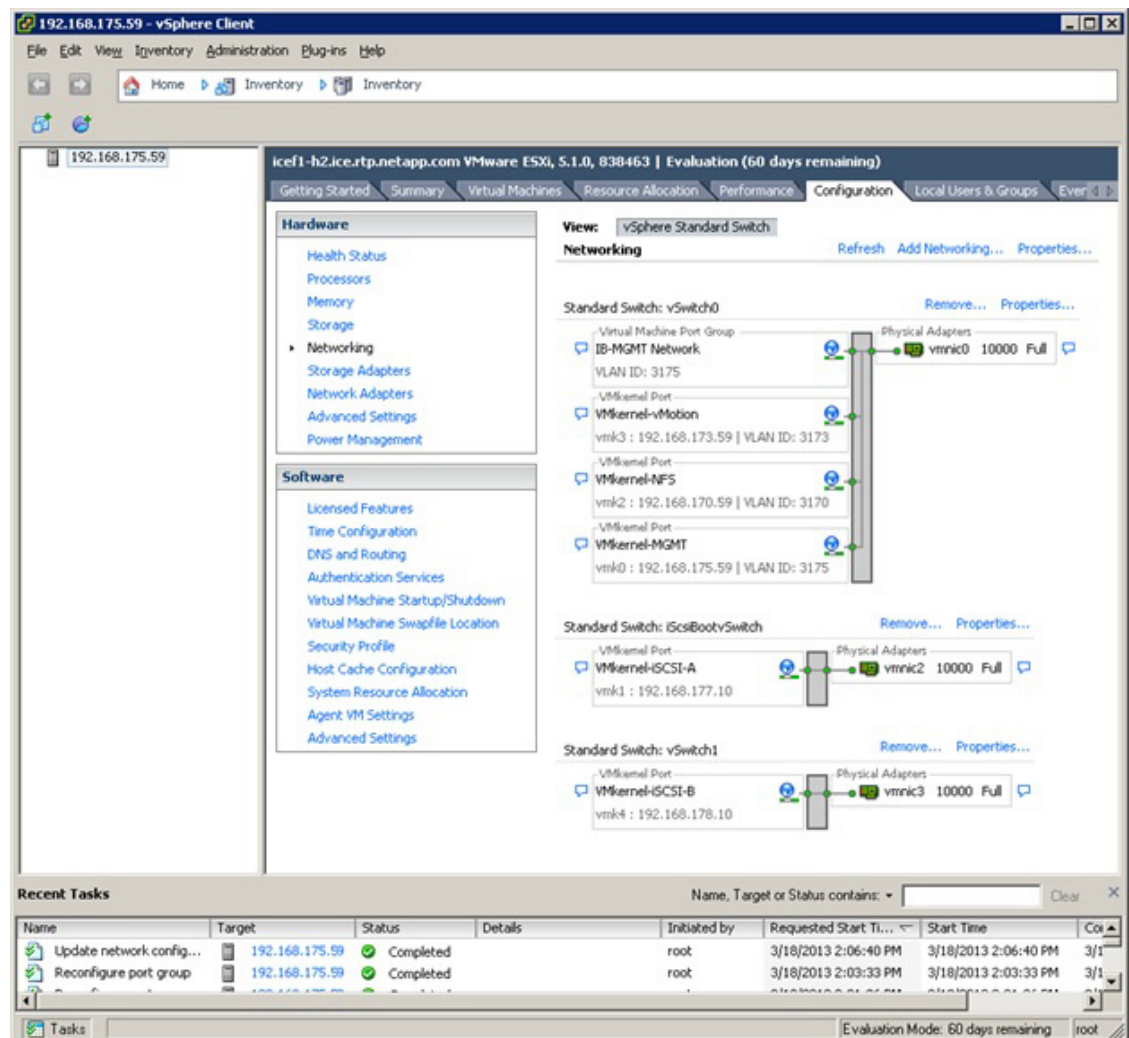 192.168.175.59 - vSphere Client
File Edit View Inventory Administration Plug-ins Help
Home Inventory Inventory
192.168.175.59
icef1-h2.ice.rtp.netapp.com VMware ESXi, 5.1.0, 838463 | Evaluation (60 days remaining)
Getting Started Summary Virtual Machines Resource Allocation Performance Configuration Local Users & Groups Even
Hardware
Health Status
Processors
Memory
Storage
Networking
Storage Adapters
Network Adapters
Advanced Settings
Power Management
Software
Licensed Features
Time Configuration
DNS and Routing
Authentication Services
Virtual Machine Startup/Shutdown
Virtual Machine Swapfile Location
Security Profile
Host Cache Configuration
System Resource Allocation
Agent VM Settings
Advanced Settings
View: vSphere Standard Switch
Networking Refresh Add Networking... Properties...
Standard Switch: vSwitch0 Remove... Properties...
Virtual Machine Port Group Physical Adapters
IB-MGMT Network vmnic0 10000 Full
VLAN ID: 3175
VMkernel Port
VMkernel-vMotion
vmk3 : 192.168.173.59 | VLAN ID: 3173
VMkernel Port
VMkernel-NFS
vmk2 : 192.168.170.59 | VLAN ID: 3170
VMkernel Port
VMkernel-MGMT
vmk0 : 192.168.175.59 | VLAN ID: 3175
Standard Switch: iScsiBootvSwitch Remove... Properties...
VMkernel Port Physical Adapters
VMkernel-iSCSI-A vmnic2 10000 Full
vmk1 : 192.168.177.10
Standard Switch: vSwitch1 Remove... Properties...
VMkernel Port Physical Adapters
VMkernel-iSCSI-B vmnic3 10000 Full
vmk4 : 192.168.178.10
Recent Tasks Name, Target or Status contains: Clear
Name Target Status Details Initiated by Requested Start Ti... Start Time Co
Update network config... 192.168.175.59 Completed root 3/18/2013 2:06:40 PM 3/18/2013 2:06:40 PM 3/1
Reconfigure port group 192.168.175.59 Completed root 3/18/2013 2:03:33 PM 3/18/2013 2:03:33 PM 3/1
Tasks Evaluation Mode: 60 days remaining root